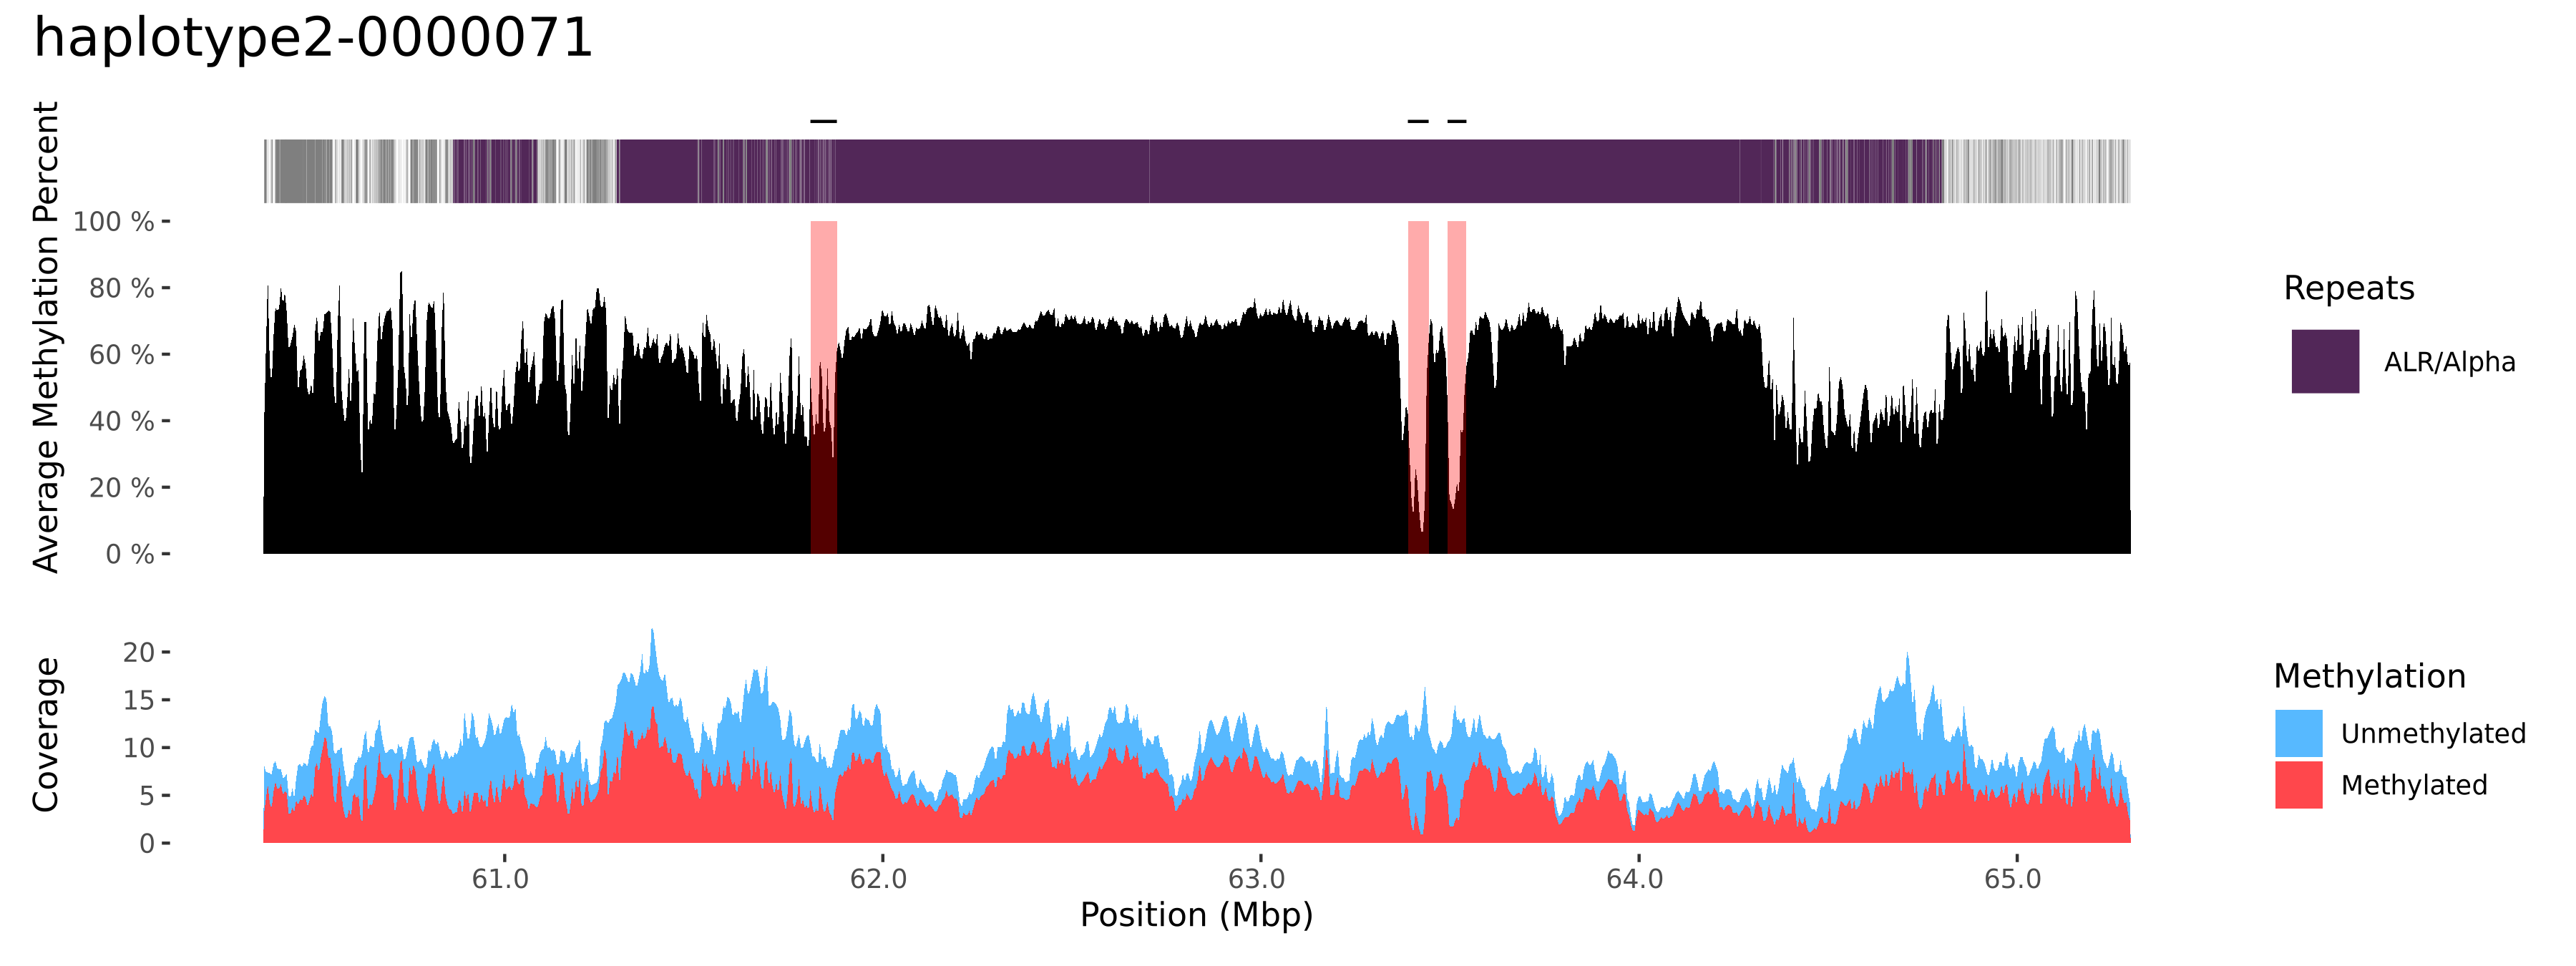 haplotype2-0000071
Average Methylation Percent
100 %
80 %
60 %
40 %
20 %
0 %
Repeats
ALR/Alpha
Coverage
20
15
10
5
0
Methylation
Unmethylated
Methylated
61.0 62.0 63.0 64.0 65.0
Position (Mbp)